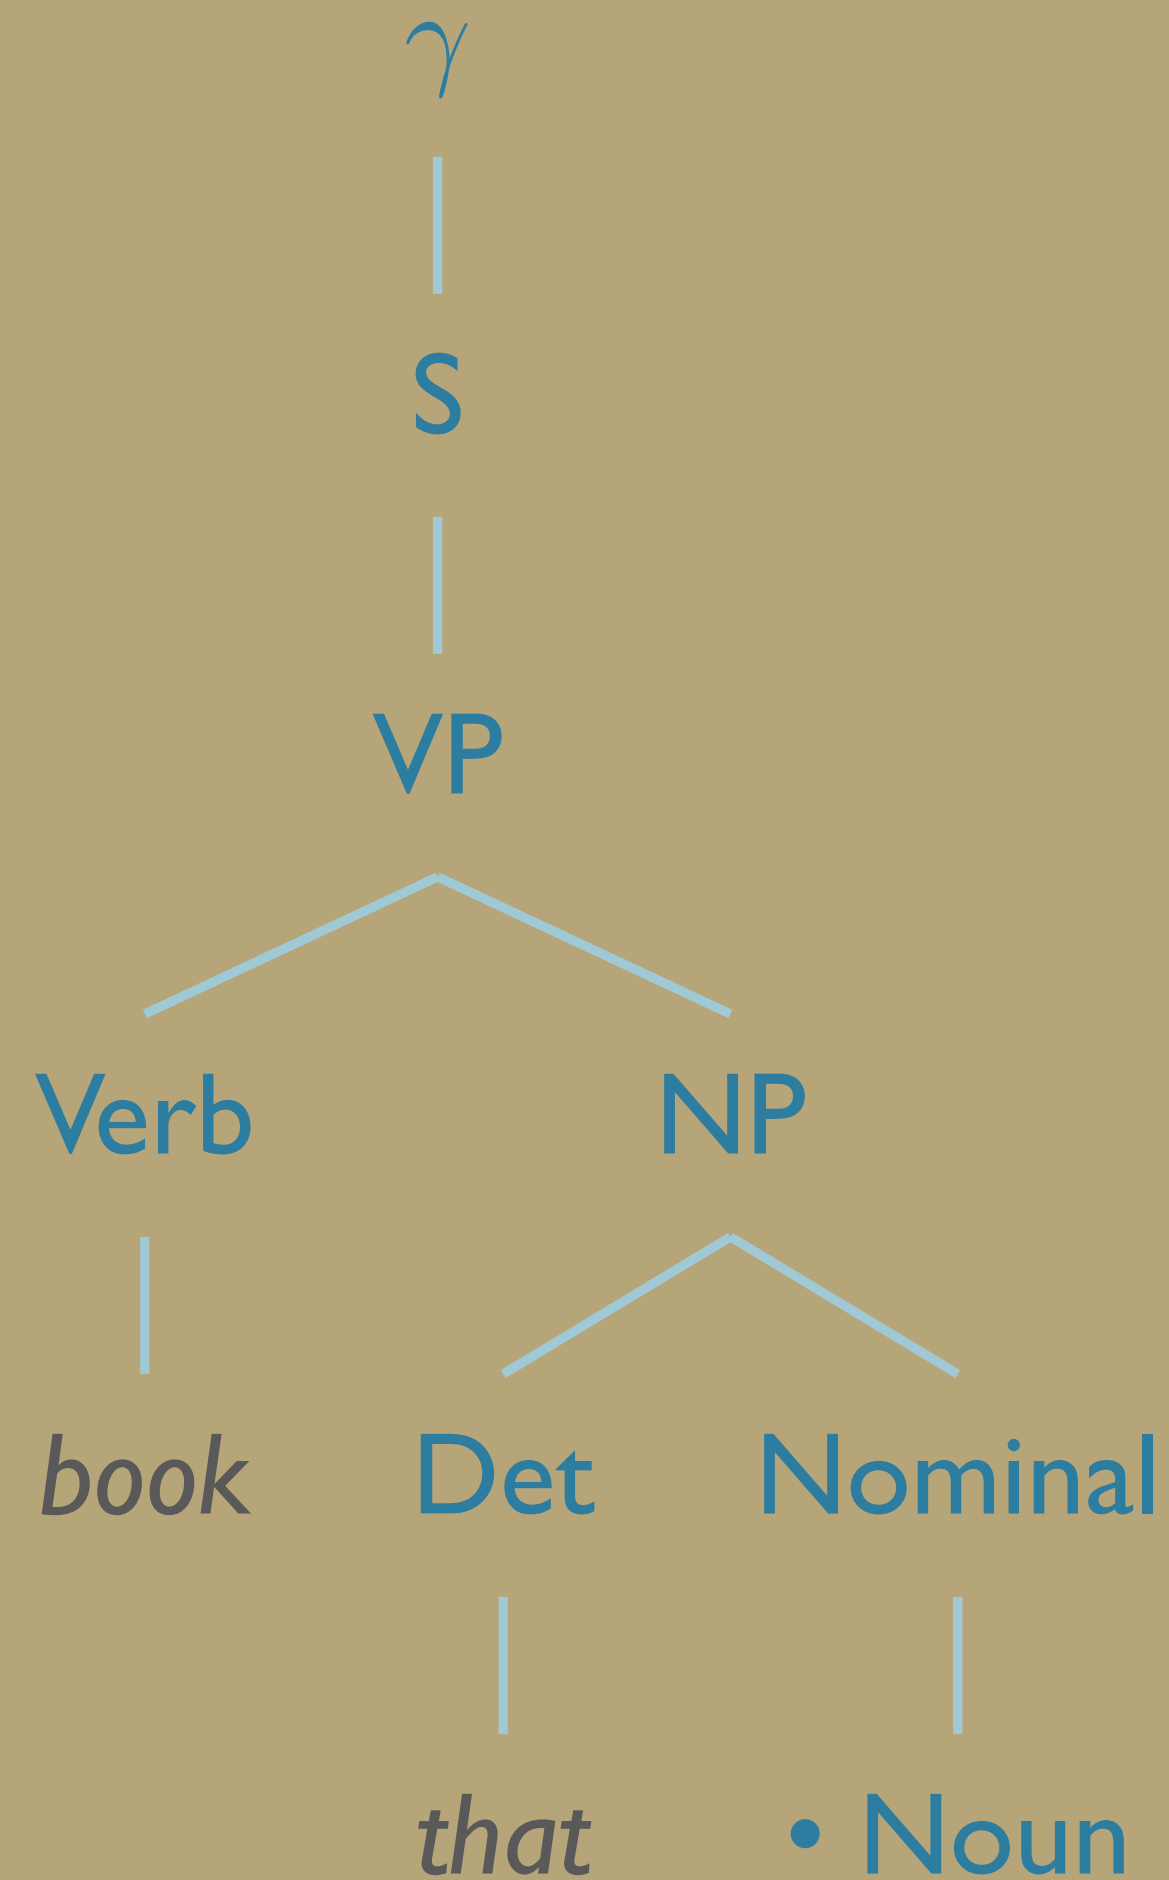 γ
S
VP
Verb NP
book Det Nominal
that • Noun